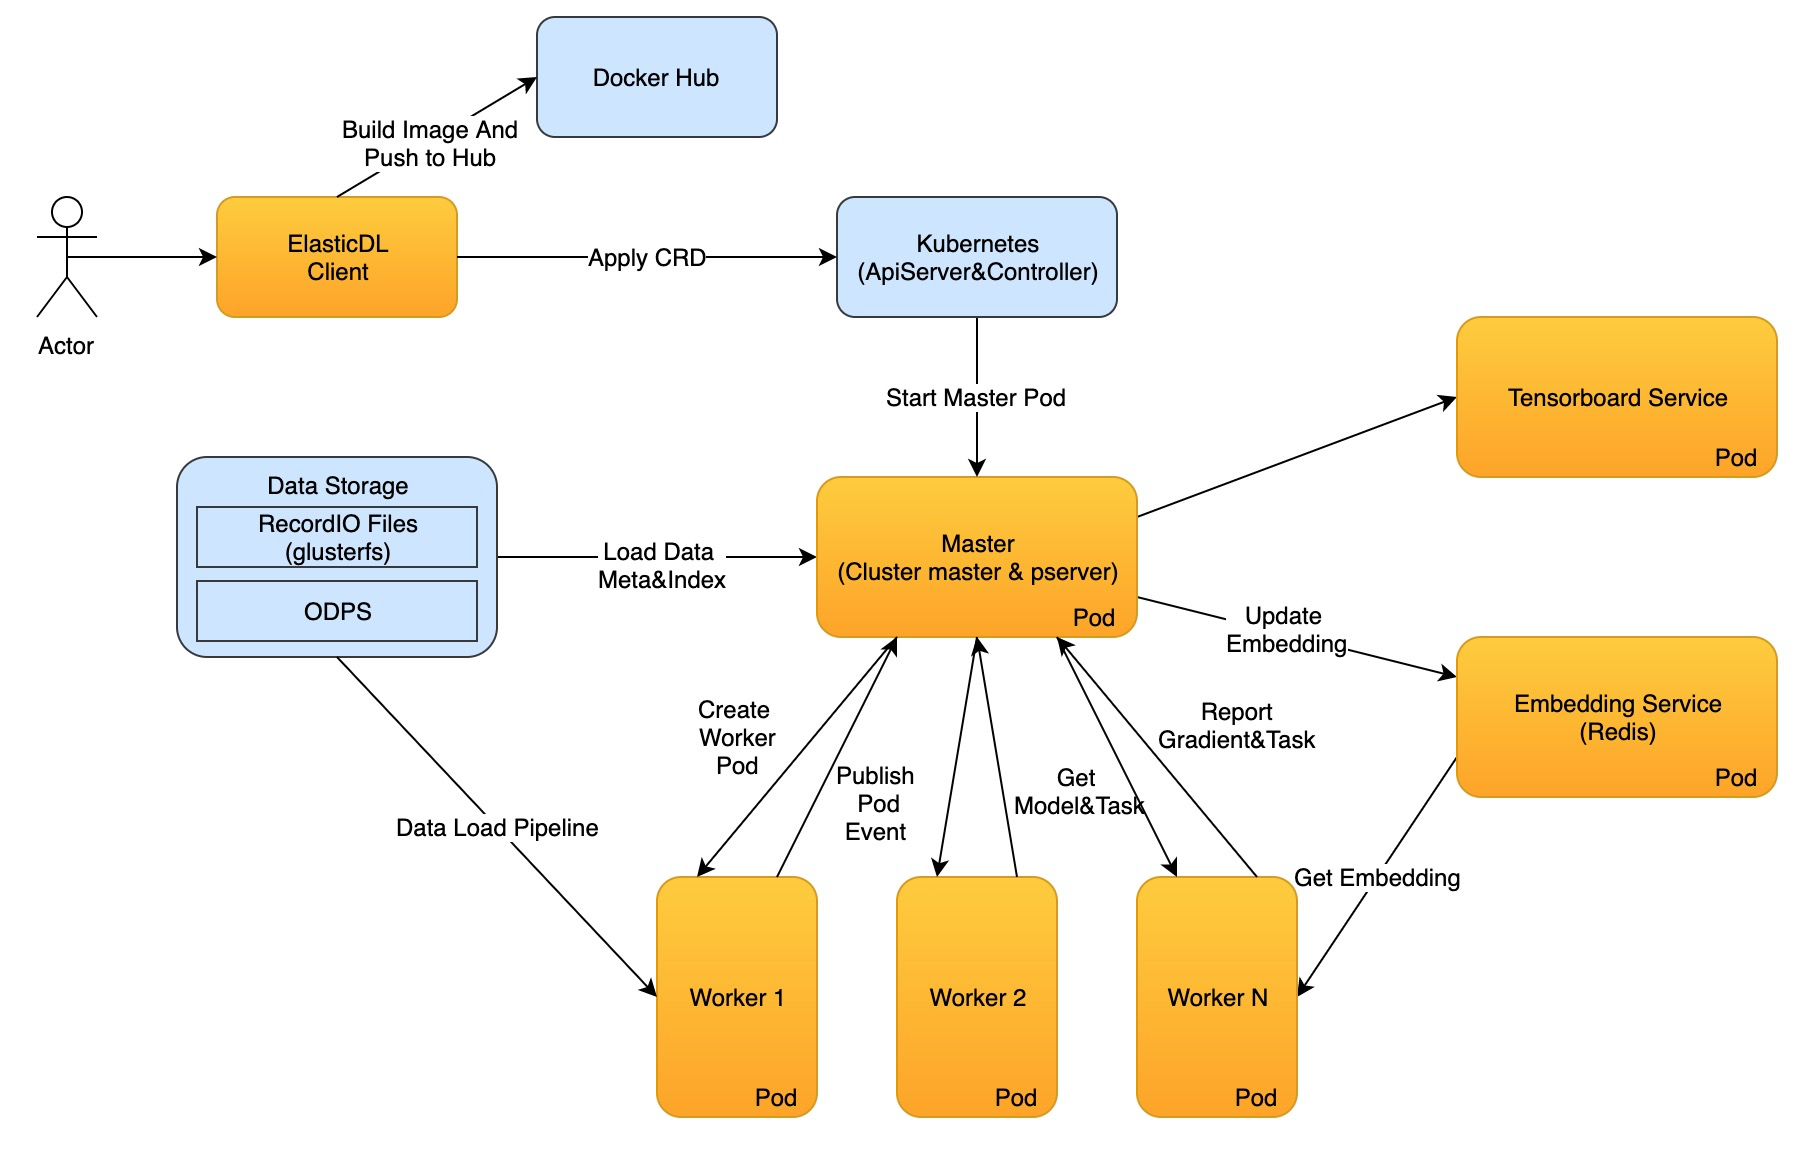 Docker Hub
Build Image And
Push to Hub
ElasticDL
Client
Apply CRD
Kubernetes
(ApiServer&Controller)
Actor
Start Master Pod
Tensorboard Service
Pod
Data Storage
RecordIO Files
(glusterfs)
ODPS
Load Data
Meta&Index
Master
(Cluster master & pserver)
Pod
Update
Embedding
Embedding Service
(Redis)
Pod
Create
Worker
Pod
Publish
Pod
Event
Get
Model&Task
Report
Gradient&Task
Data Load Pipeline
Get Embedding
Worker 1
Pod
Worker 2
Pod
Worker N
Pod